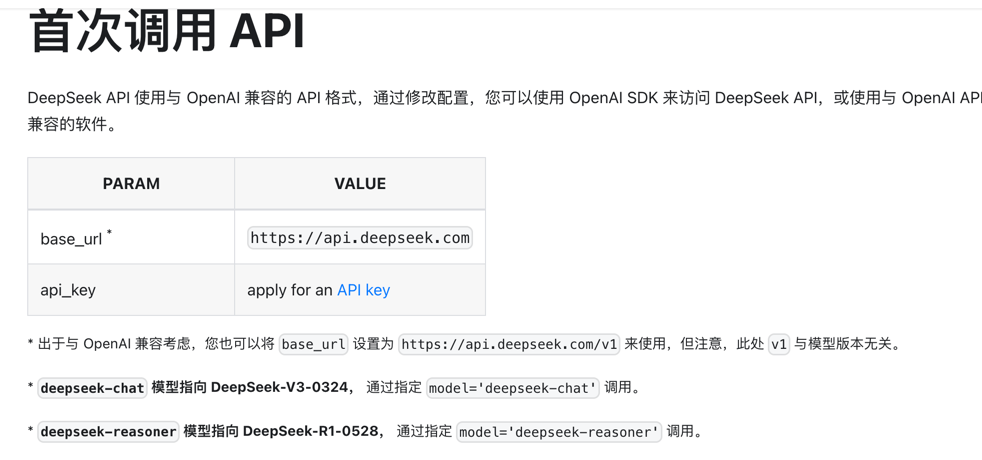 首次调用 API
DeepSeek API 使用与 OpenAI 兼容的 API 格式，通过修改配置，您可以使用 OpenAI SDK 来访问 DeepSeek API，或使用与 OpenAI API
兼容的软件。
PARAM VALUE
base_url * https://api.deepseek.com
api_key apply for an API key
* 出于与 OpenAI 兼容考虑，您也可以将 base_url 设置为 https://api.deepseek.com/v1 来使用，但注意，此处 v1 与模型版本无关。
* deepseek-chat 模型指向 DeepSeek-V3-0324， 通过指定 model='deepseek-chat' 调用。
* deepseek-reasoner 模型指向 DeepSeek-R1-0528， 通过指定 model='deepseek-reasoner' 调用。